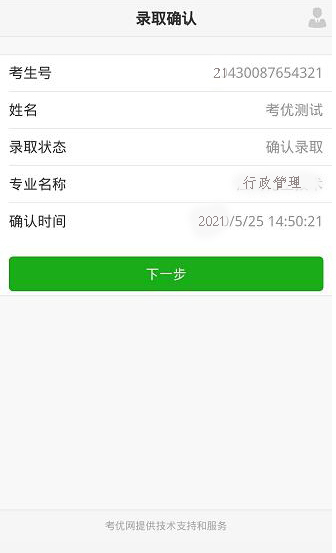 录取确认
考生号 21430087654321
姓名 考优测试
录取状态 确认录取
专业名称 行政管理
确认时间 2021/5/25 14:50:21
下一步
考优网提供技术支持和服务